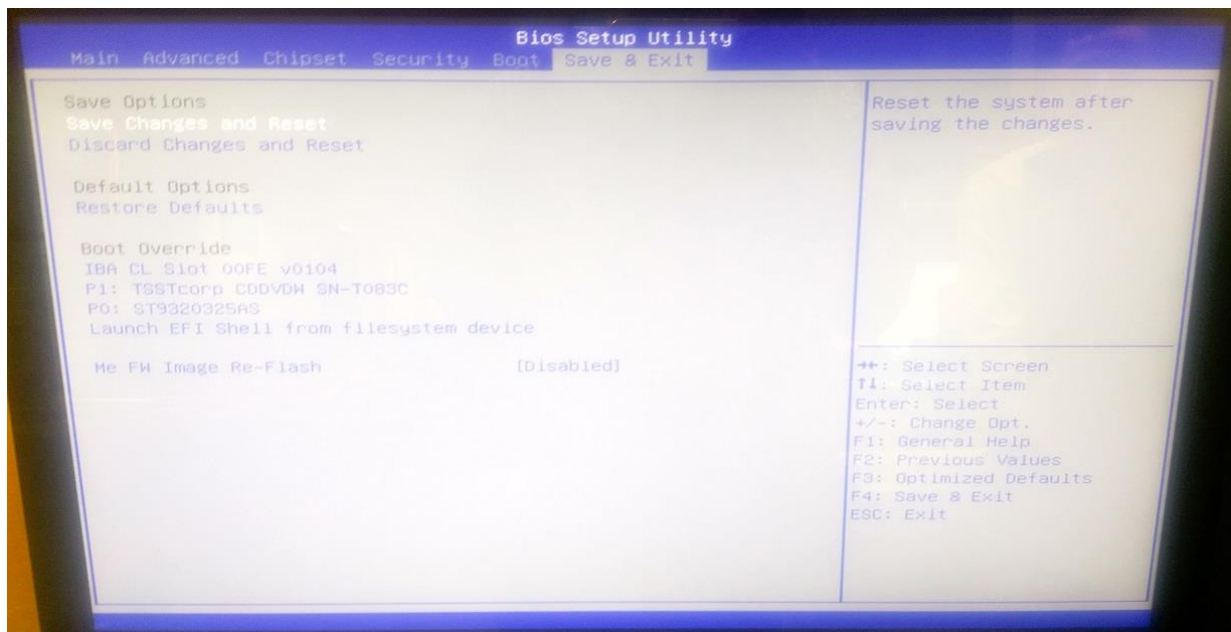 Bios Setup Utility
Main Advanced Chipset Security Boot Save & Exit
Save Options
Save Changes and Reset
Discard Changes and Reset
Default Options
Restore Defaults
Boot Override
IBA CL Slot 00FE v0104
P1: TSSTcorp CDDVDW SN-T083C
P0: ST9320325AS
Launch EFI Shell from filesystem device
Me FW Image Re-Flash [Disabled]
Reset the system after
saving the changes.
→←: Select Screen
↑↓: Select Item
Enter: Select
+/-: Change Opt.
F1: General Help
F2: Previous Values
F3: Optimized Defaults
F4: Save & Exit
ESC: Exit